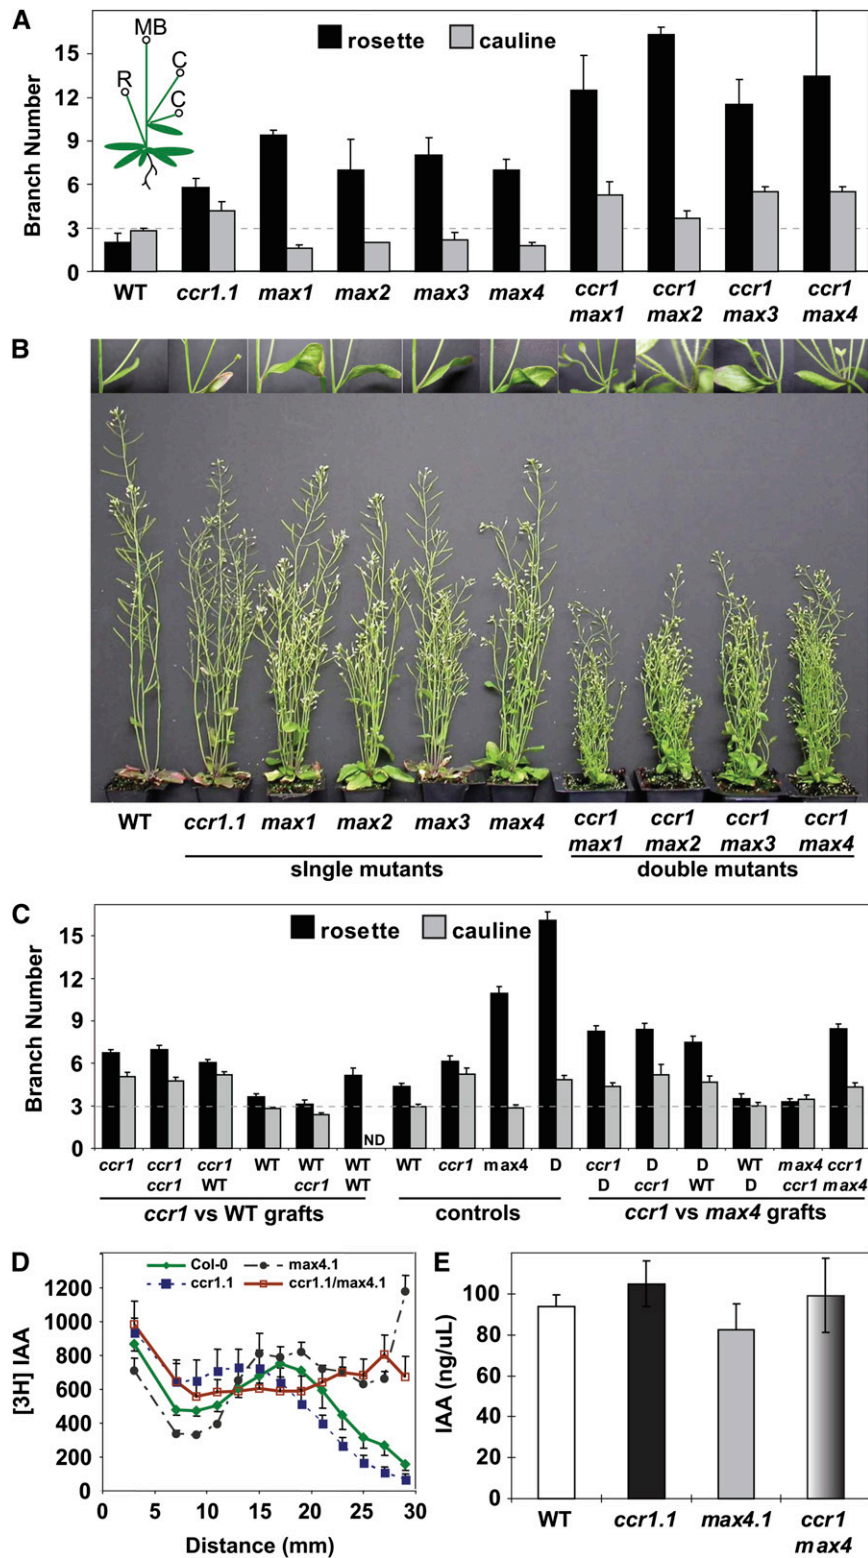 A
Branch Number
15
12
9
6
3
0
MB
R
C
C
rosette
cauline
WT
ccr1.1
max1
max2
max3
max4
ccr1 max1
ccr1 max2
ccr1 max3
ccr1 max4
B
WT
ccr1.1
max1
max2
max3
max4
ccr1 max1
ccr1 max2
ccr1 max3
ccr1 max4
sIngle mutants
double mutants
C
Branch Number
15
12
9
6
3
0
rosette
cauline
ND
ccr1
ccr1 ccr1
ccr1 WT
WT
WT ccr1
WT WT
WT
ccr1
max4
D
ccr1 D
D ccr1
D WT
WT D
max4 ccr1
ccr1 max4
ccr1 vs WT grafts
controls
ccr1 vs max4 grafts
D
[3H] IAA
1200
1000
800
600
400
200
0
Col-0
max4.1
ccr1.1
ccr1.1/max4.1
0 5 10 15 20 25 30
Distance (mm)
E
IAA (ng/uL)
100
80
60
40
20
0
WT
ccr1.1
max4.1
ccr1 max4